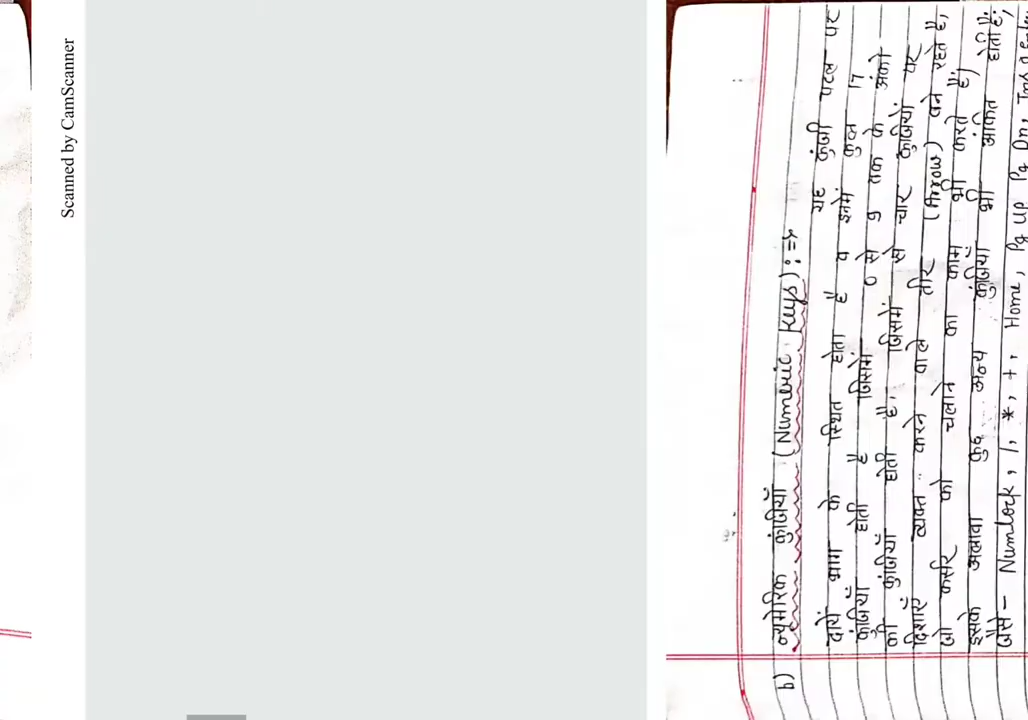 Scanned by CamScanner
b) न्यूमेरिक कुंजियाँ (Numeric Keys) :=>
यह कुंजी पटल पर
दायें भाग के स्थित होता है व इनमें कुल 17
कुंजियाँ होती है जिसमें 0 से 9 तक के अंको
की कुंजियाँ होती है, जिसमें से चार कुंजियों पर
दिशाएँ व्यक्त करने वाले तीर (Arrow) बने रहते है,
जो कर्सर को चलाने का काम भी करते है।
इसके अलावा कुछ अन्य कुंजियाँ भी अंकित होती है।
जैसे - Numlock, /, *, +, Home, Pg UP, Pg Dn,